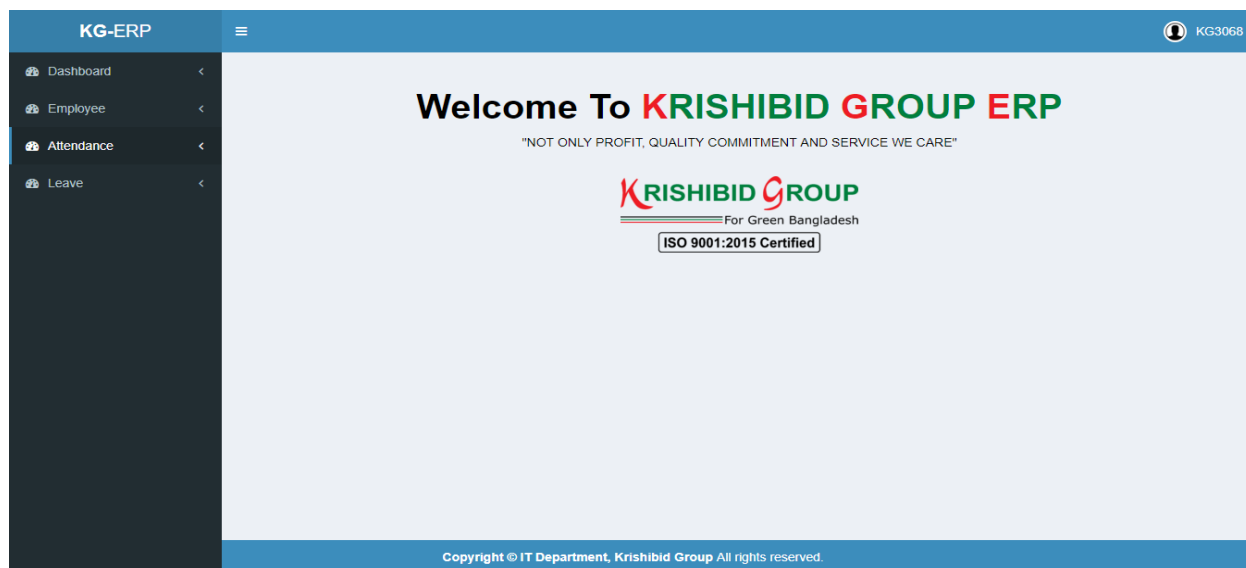 KG-ERP
KG3068
Dashboard
Employee
Attendance
Leave
Welcome To KRISHIBID GROUP ERP
"NOT ONLY PROFIT, QUALITY COMMITMENT AND SERVICE WE CARE"
KRISHIBID GROUP
For Green Bangladesh
ISO 9001:2015 Certified
Copyright © IT Department, Krishibid Group All rights reserved.